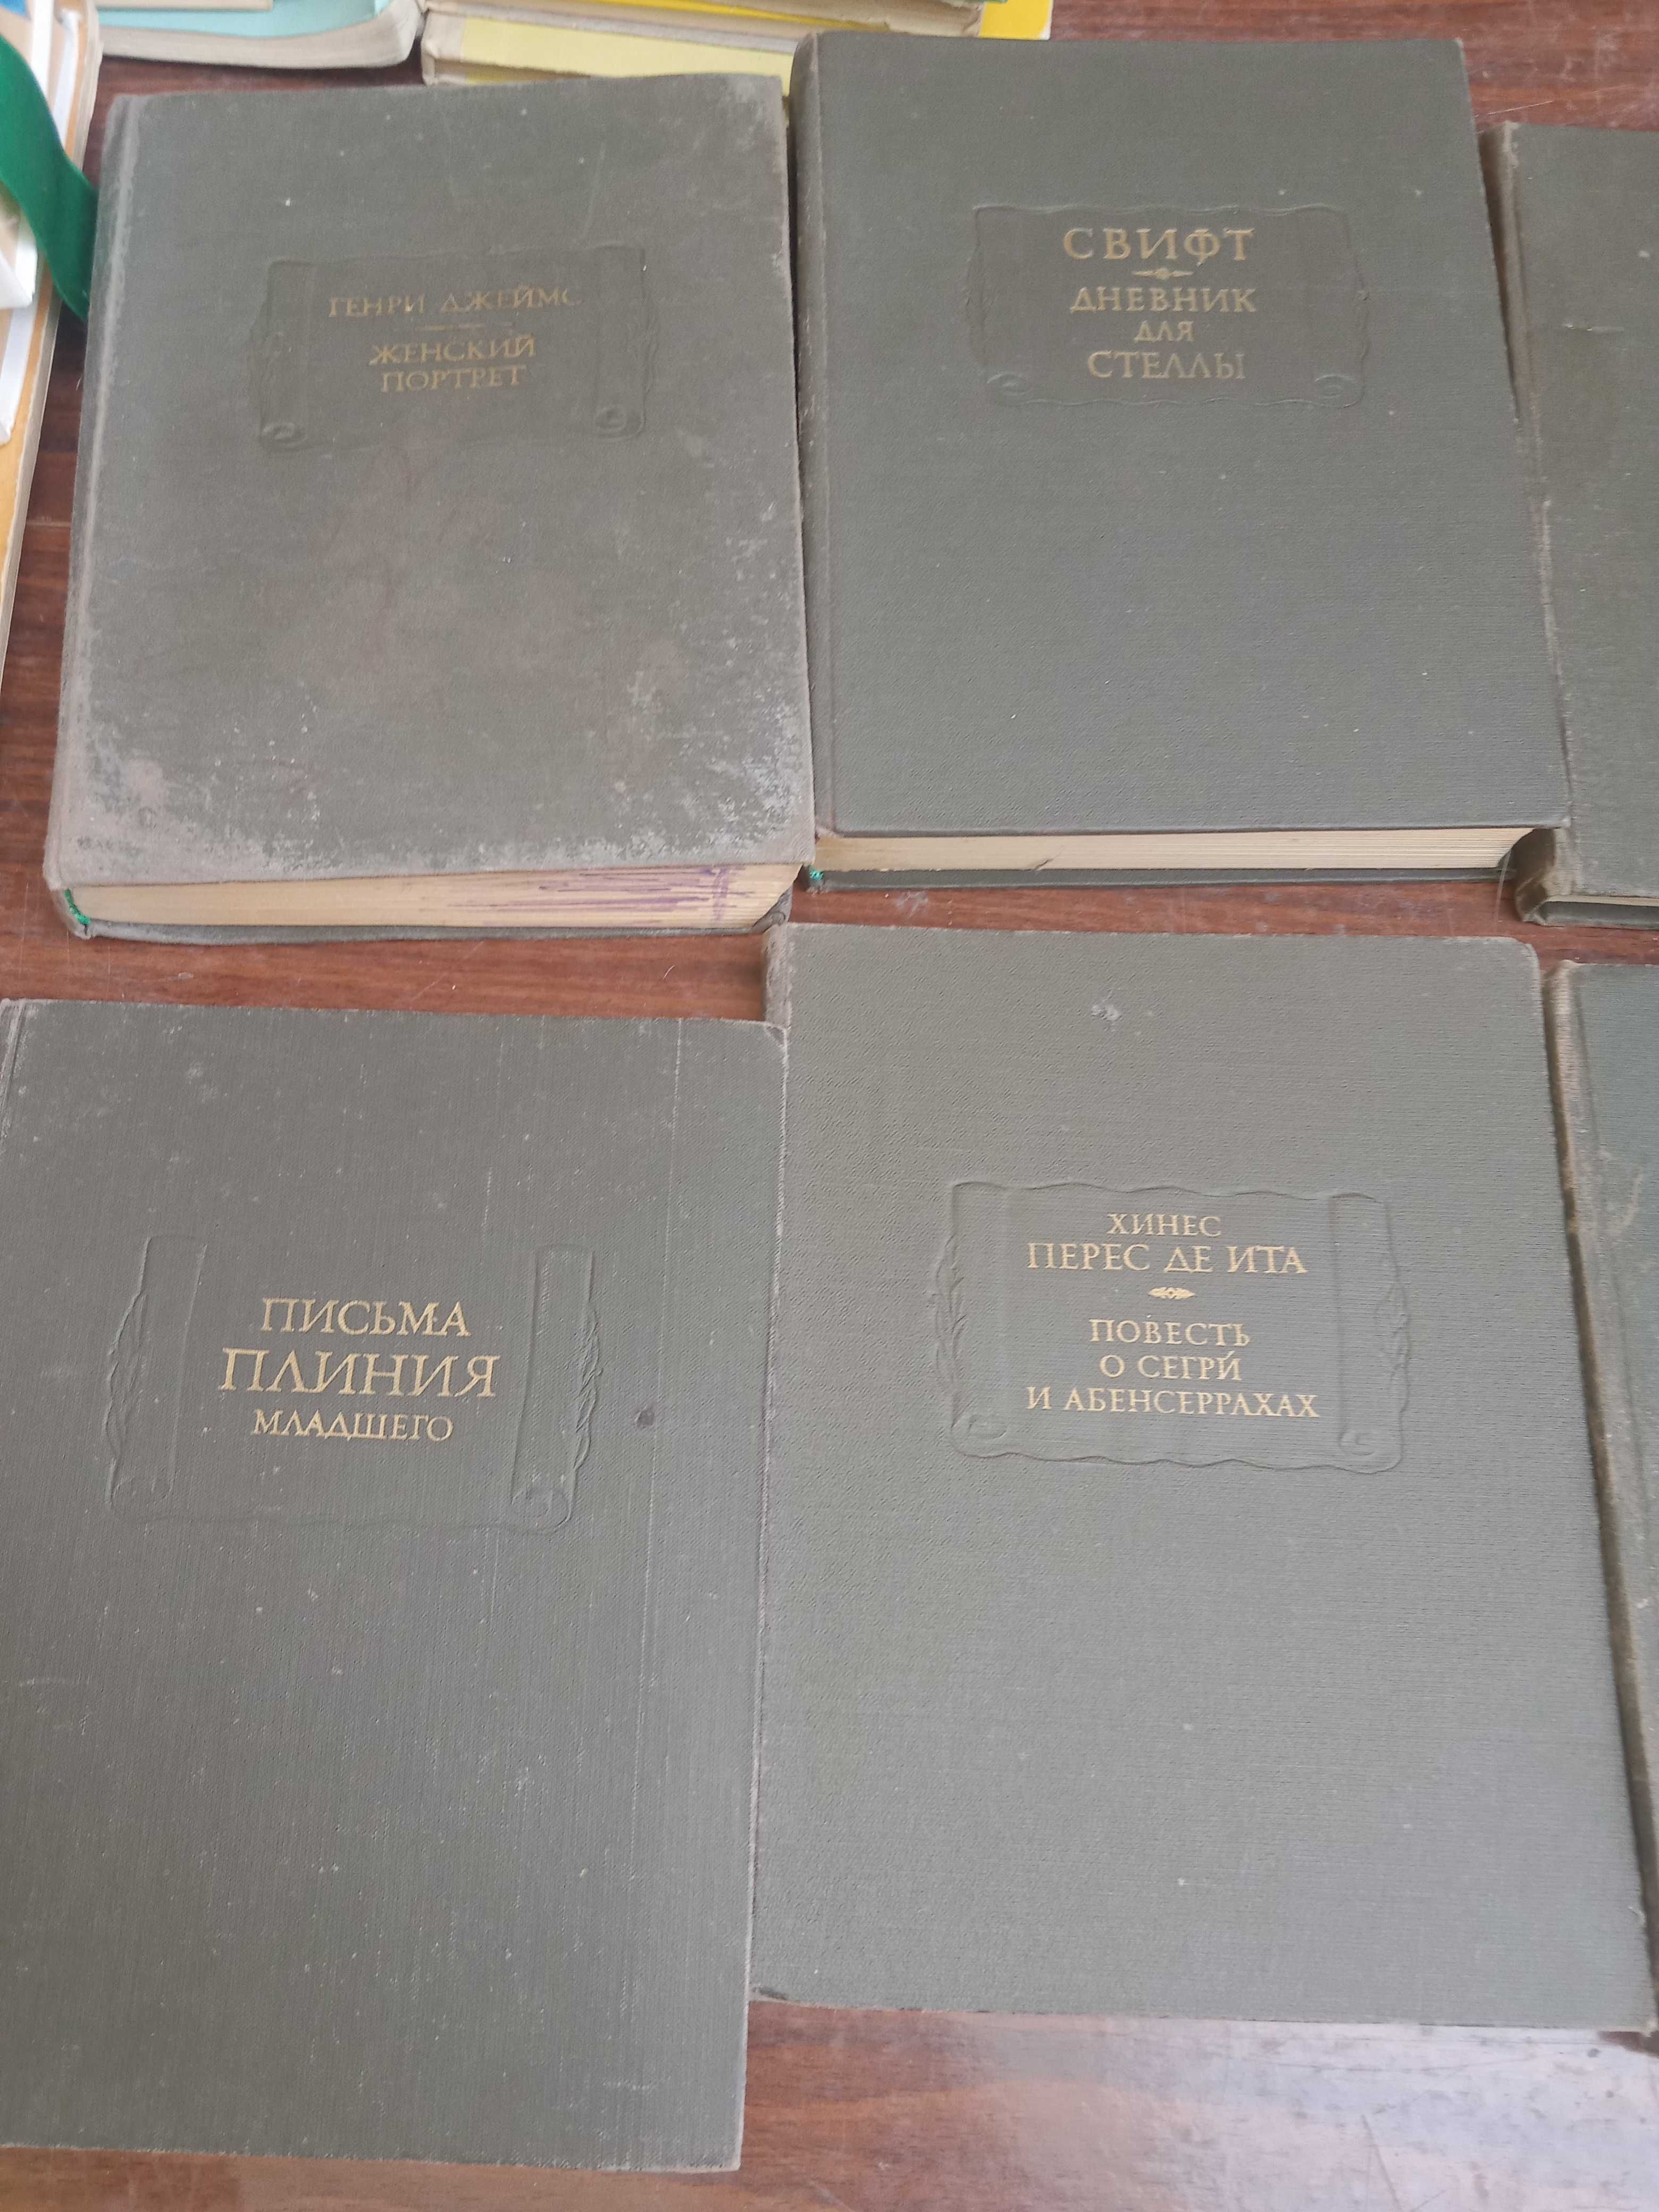 ГЕНРИ ДЖЕЙМС
ЖЕНСКИЙ
ПОРТРЕТ
СВИФТ
ДНЕВНИК
ДЛЯ
СТЕЛЛЫ
ПИСЬМА
ПЛИНИЯ
МЛАДШЕГО
ХИНЕС
ПЕРЕС ДЕ ИТА
ПОВЕСТЬ
О СЕГРИ́
И АБЕНСЕРРАХАХ